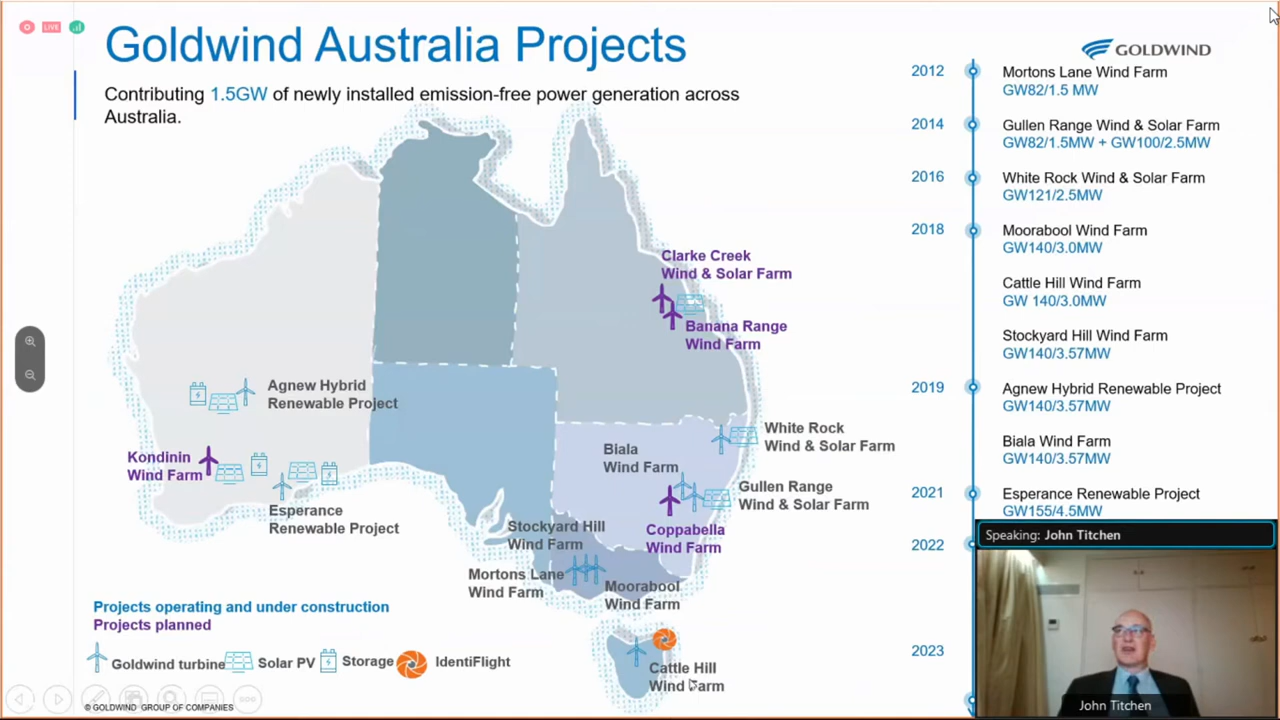 LIVE
Goldwind Australia Projects
GOLDWIND
Contributing 1.5GW of newly installed emission-free power generation across
Australia.
Clarke Creek
Wind & Solar Farm
Banana Range
Wind Farm
Agnew Hybrid
Renewable Project
White Rock
Wind & Solar Farm
Biala
Wind Farm
Kondinin
Wind Farm
Gullen Range
Wind & Solar Farm
Esperance
Renewable Project
Coppabella
Wind Farm
Stockyard Hill
Wind Farm
Mortons Lane
Wind Farm
Moorabool
Wind Farm
Cattle Hill
Wind Farm
Projects operating and under construction
Projects planned
Goldwind turbine
Solar PV
Storage
IdentiFlight
© GOLDWIND GROUP OF COMPANIES
2012
Mortons Lane Wind Farm
GW82/1.5 MW
2014
Gullen Range Wind & Solar Farm
GW82/1.5MW + GW100/2.5MW
2016
White Rock Wind & Solar Farm
GW121/2.5MW
2018
Moorabool Wind Farm
GW140/3.0MW
Cattle Hill Wind Farm
GW 140/3.0MW
Stockyard Hill Wind Farm
GW140/3.57MW
2019
Agnew Hybrid Renewable Project
GW140/3.57MW
Biala Wind Farm
GW140/3.57MW
2021
Esperance Renewable Project
GW155/4.5MW
2022
2023
Speaking: John Titchen
John Titchen